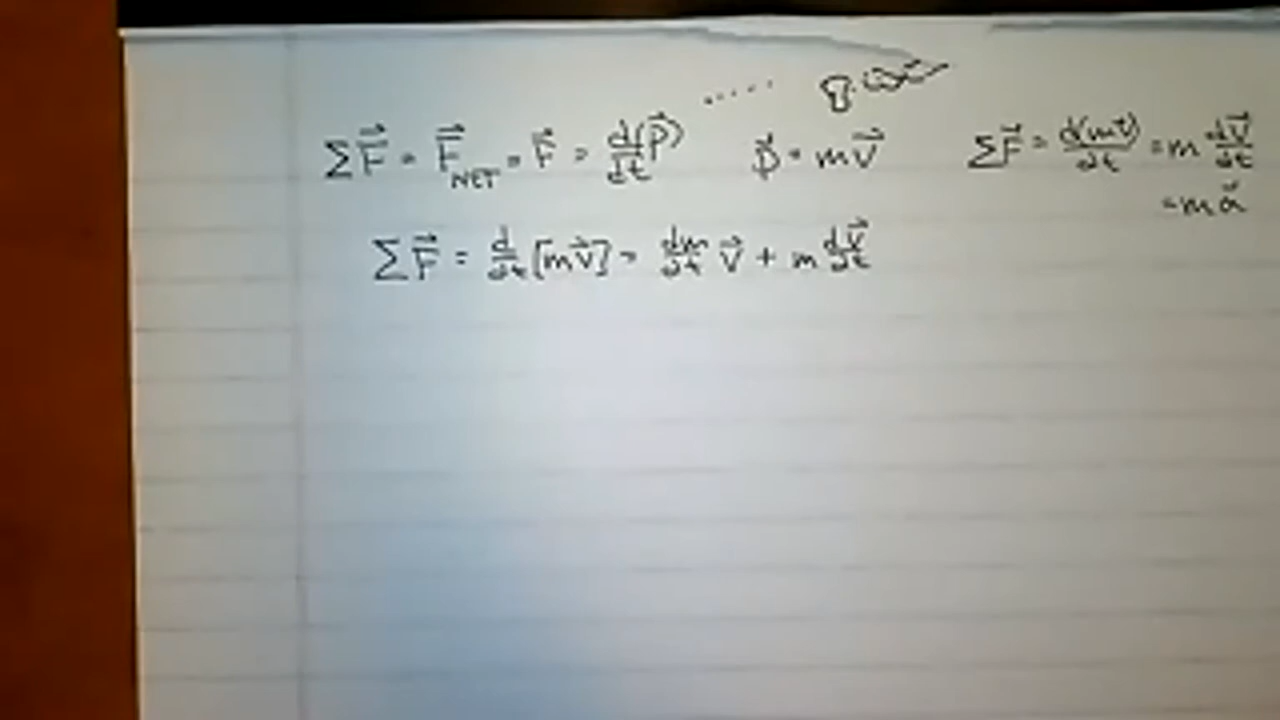 ΣF⃗ = F⃗_NET = F⃗ = d(P⃗)/dt    p⃗ = mv⃗    ΣF⃗ = d(mv⃗)/dt = m dv⃗/dt
= ma⃗
ΣF⃗ = d/dt [mv⃗] = dm/dt v⃗ + m dv⃗/dt